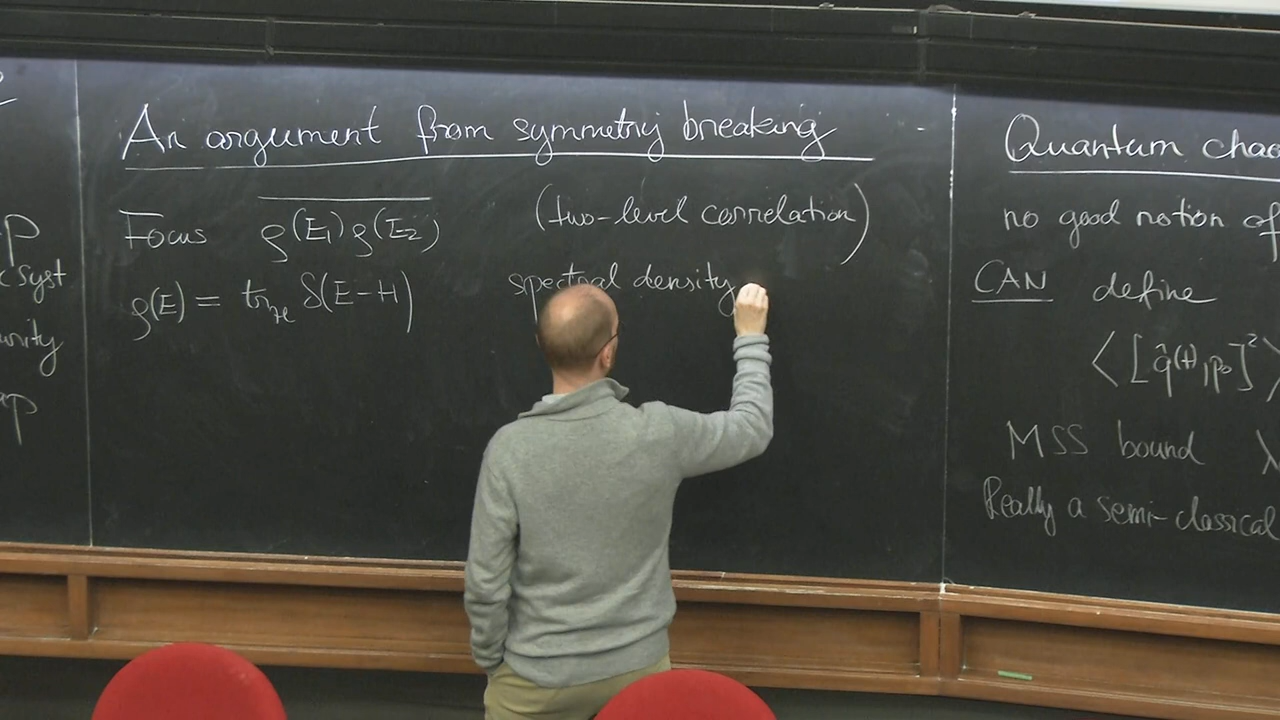 An argument from symmetry breaking
Focus ρ(E₁)ρ(E₂) (two-level correlation)
ρ(E) = tr_ℋ δ(E-H) spectral density
p
syst
ap
Quantum chao
no good notion of
CAN define
⟨[q̂(t), p₀]²⟩
MSS bound λ
Really a semi-classical